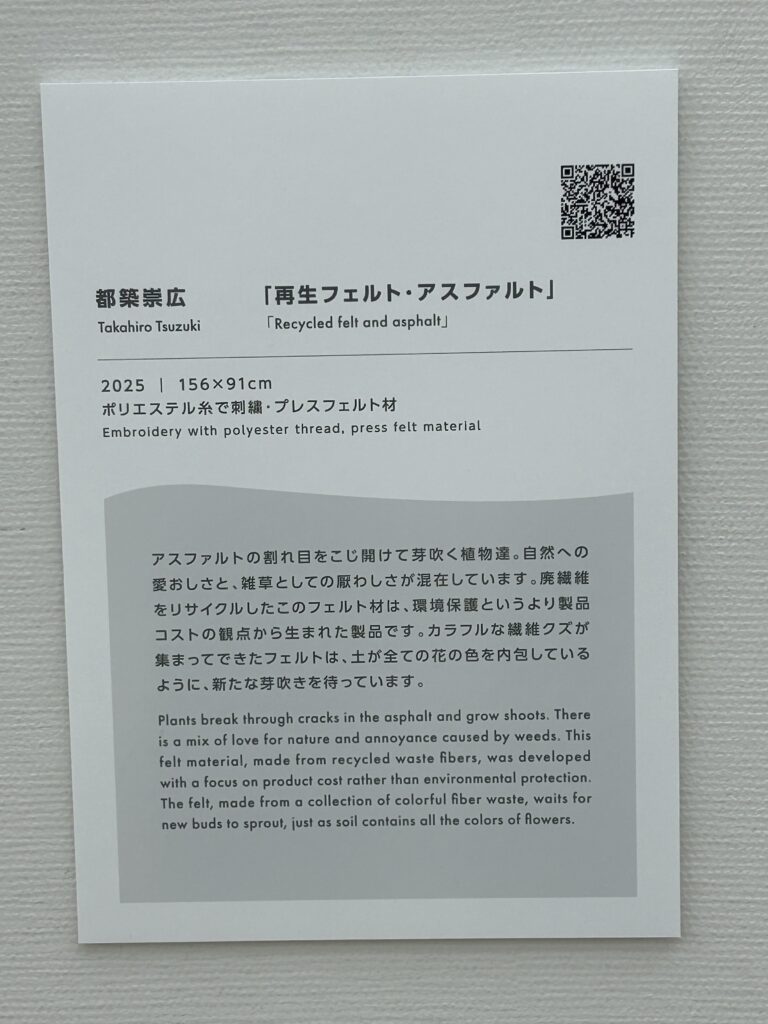 都築崇広
Takahiro Tsuzuki
「再生フェルト・アスファルト」
「Recycled felt and asphalt」
2025 | 156×91cm
ポリエステル糸で刺繍・プレスフェルト材
Embroidery with polyester thread, press felt material
アスファルトの割れ目をこじ開けて芽吹く植物達。自然への
愛おしさと、雑草としての厭わしさが混在しています。廃繊維
をリサイクルしたこのフェルト材は、環境保護というより製品
コストの観点から生まれた製品です。カラフルな繊維クズが
集まってできたフェルトは、土が全ての花の色を内包している
ように、新たな芽吹きを待っています。
Plants break through cracks in the asphalt and grow shoots. There
is a mix of love for nature and annoyance caused by weeds. This
felt material, made from recycled waste fibers, was developed
with a focus on product cost rather than environmental protection.
The felt, made from a collection of colorful fiber waste, waits for
new buds to sprout, just as soil contains all the colors of flowers.